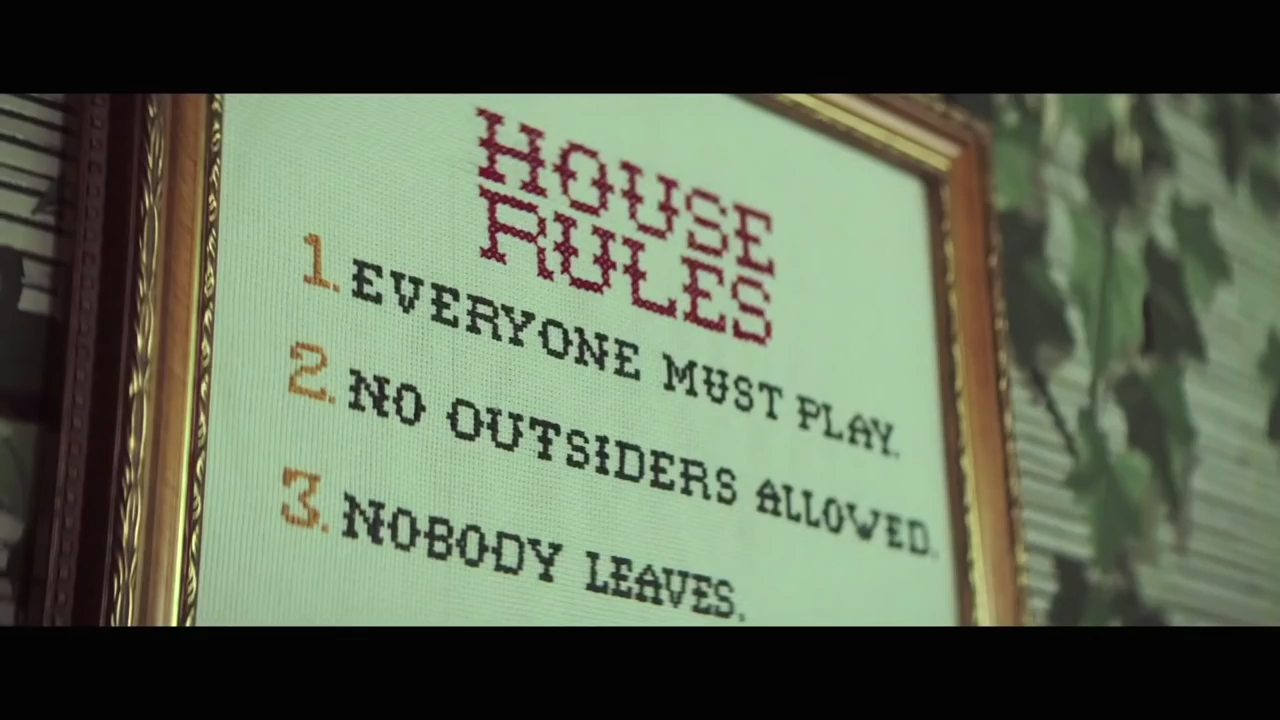 HOUSE
RULES
1. EVERYONE MUST PLAY.
2. NO OUTSIDERS ALLOWED.
3. NOBODY LEAVES.